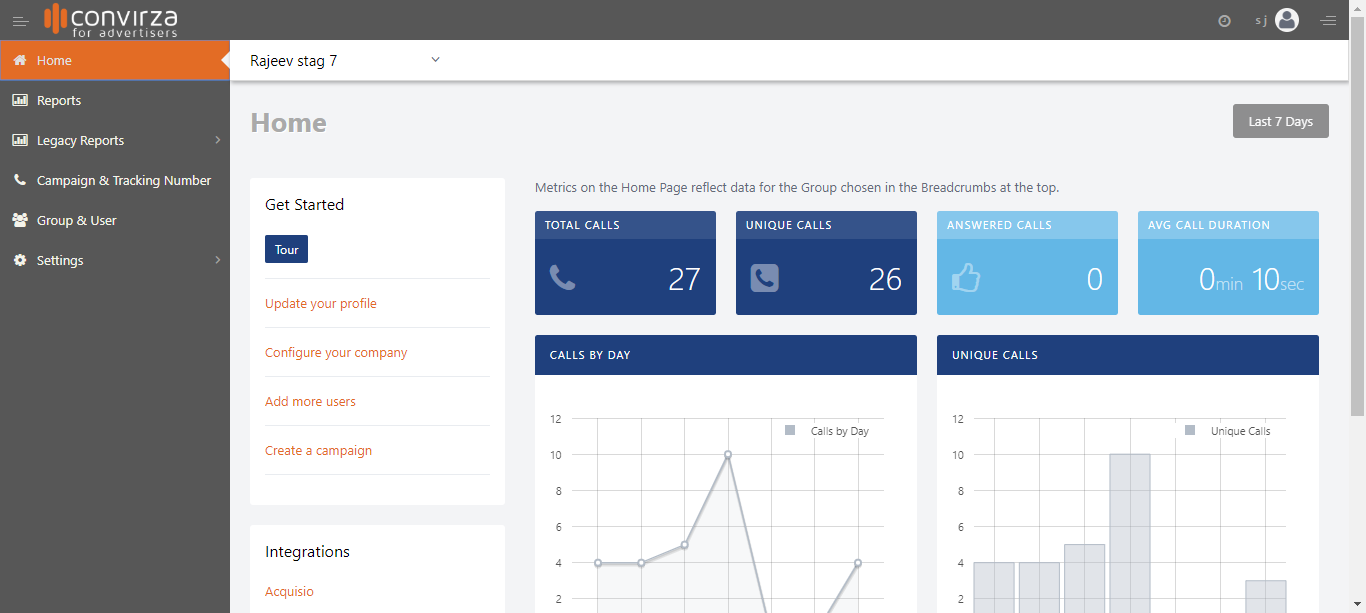 convirza
for advertisers
s j
Home
Reports
Legacy Reports
Campaign & Tracking Number
Group & User
Settings
Rajeev stag 7
Home
Last 7 Days
Get Started
Tour
Update your profile
Configure your company
Add more users
Create a campaign
Integrations
Acquisio
Metrics on the Home Page reflect data for the Group chosen in the Breadcrumbs at the top.
TOTAL CALLS
27
UNIQUE CALLS
26
ANSWERED CALLS
0
AVG CALL DURATION
0min 10sec
CALLS BY DAY
Calls by Day
12
10
8
6
4
2
UNIQUE CALLS
Unique Calls
12
10
8
6
4
2